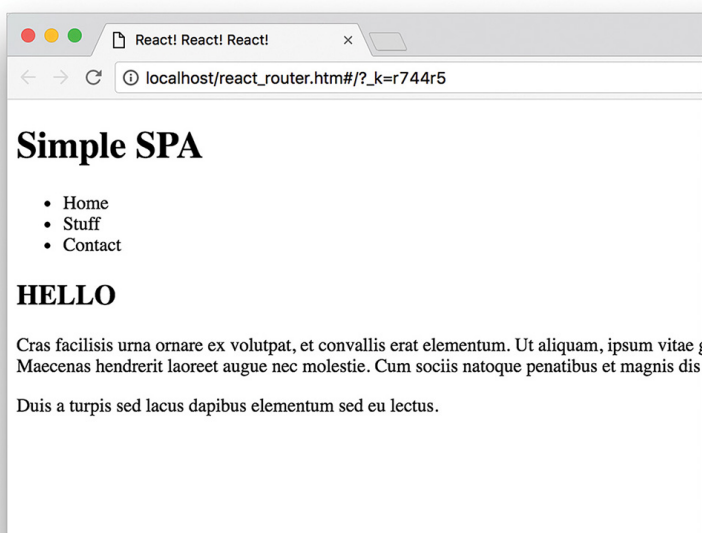 React! React! React!
localhost/react_router.htm#/?_k=r744r5
Simple SPA
Home
Stuff
Contact
HELLO
Cras facilisis urna ornare ex volutpat, et convallis erat elementum. Ut aliquam, ipsum vitae
Maecenas hendrerit laoreet augue nec molestie. Cum sociis natoque penatibus et magnis dis
Duis a turpis sed lacus dapibus elementum sed eu lectus.